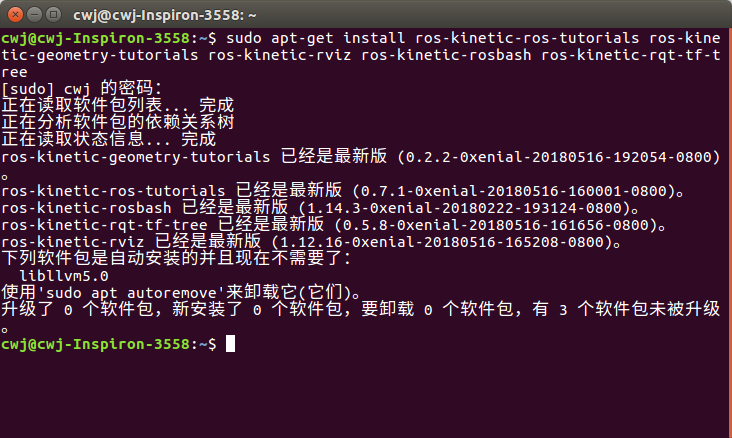 cwj@cwj-Inspiron-3558: ~
cwj@cwj-Inspiron-3558:~$ sudo apt-get install ros-kinetic-ros-tutorials ros-kine
tic-geometry-tutorials ros-kinetic-rviz ros-kinetic-rosbash ros-kinetic-rqt-tf-t
ree
[sudo] cwj 的密码：
正在读取软件包列表... 完成
正在分析软件包的依赖关系树
正在读取状态信息... 完成
ros-kinetic-geometry-tutorials 已经是最新版 (0.2.2-0xenial-20180516-192054-0800)
。
ros-kinetic-ros-tutorials 已经是最新版 (0.7.1-0xenial-20180516-160001-0800)。
ros-kinetic-rosbash 已经是最新版 (1.14.3-0xenial-20180222-193124-0800)。
ros-kinetic-rqt-tf-tree 已经是最新版 (0.5.8-0xenial-20180516-161656-0800)。
ros-kinetic-rviz 已经是最新版 (1.12.16-0xenial-20180516-165208-0800)。
下列软件包是自动安装的并且现在不需要了：
libllvm5.0
使用'sudo apt autoremove'来卸载它(它们)。
升级了 0 个软件包，新安装了 0 个软件包，要卸载 0 个软件包，有 3 个软件包未被升级
。
cwj@cwj-Inspiron-3558:~$